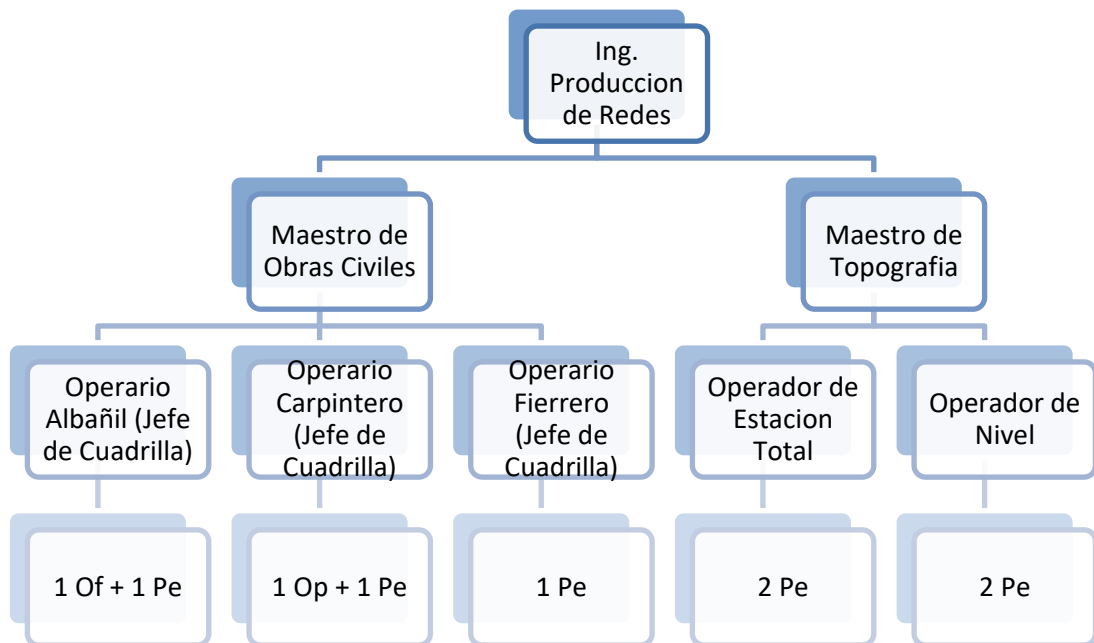 Ing.
Produccion
de Redes
Maestro de
Obras Civiles
Maestro de
Topografia
Operario
Albañil (Jefe
de Cuadrilla)
Operario
Carpintero
(Jefe de
Cuadrilla)
Operario
Fierrero
(Jefe de
Cuadrilla)
Operador de
Estacion
Total
Operador de
Nivel
1 Of + 1 Pe
1 Op + 1 Pe
1 Pe
2 Pe
2 Pe